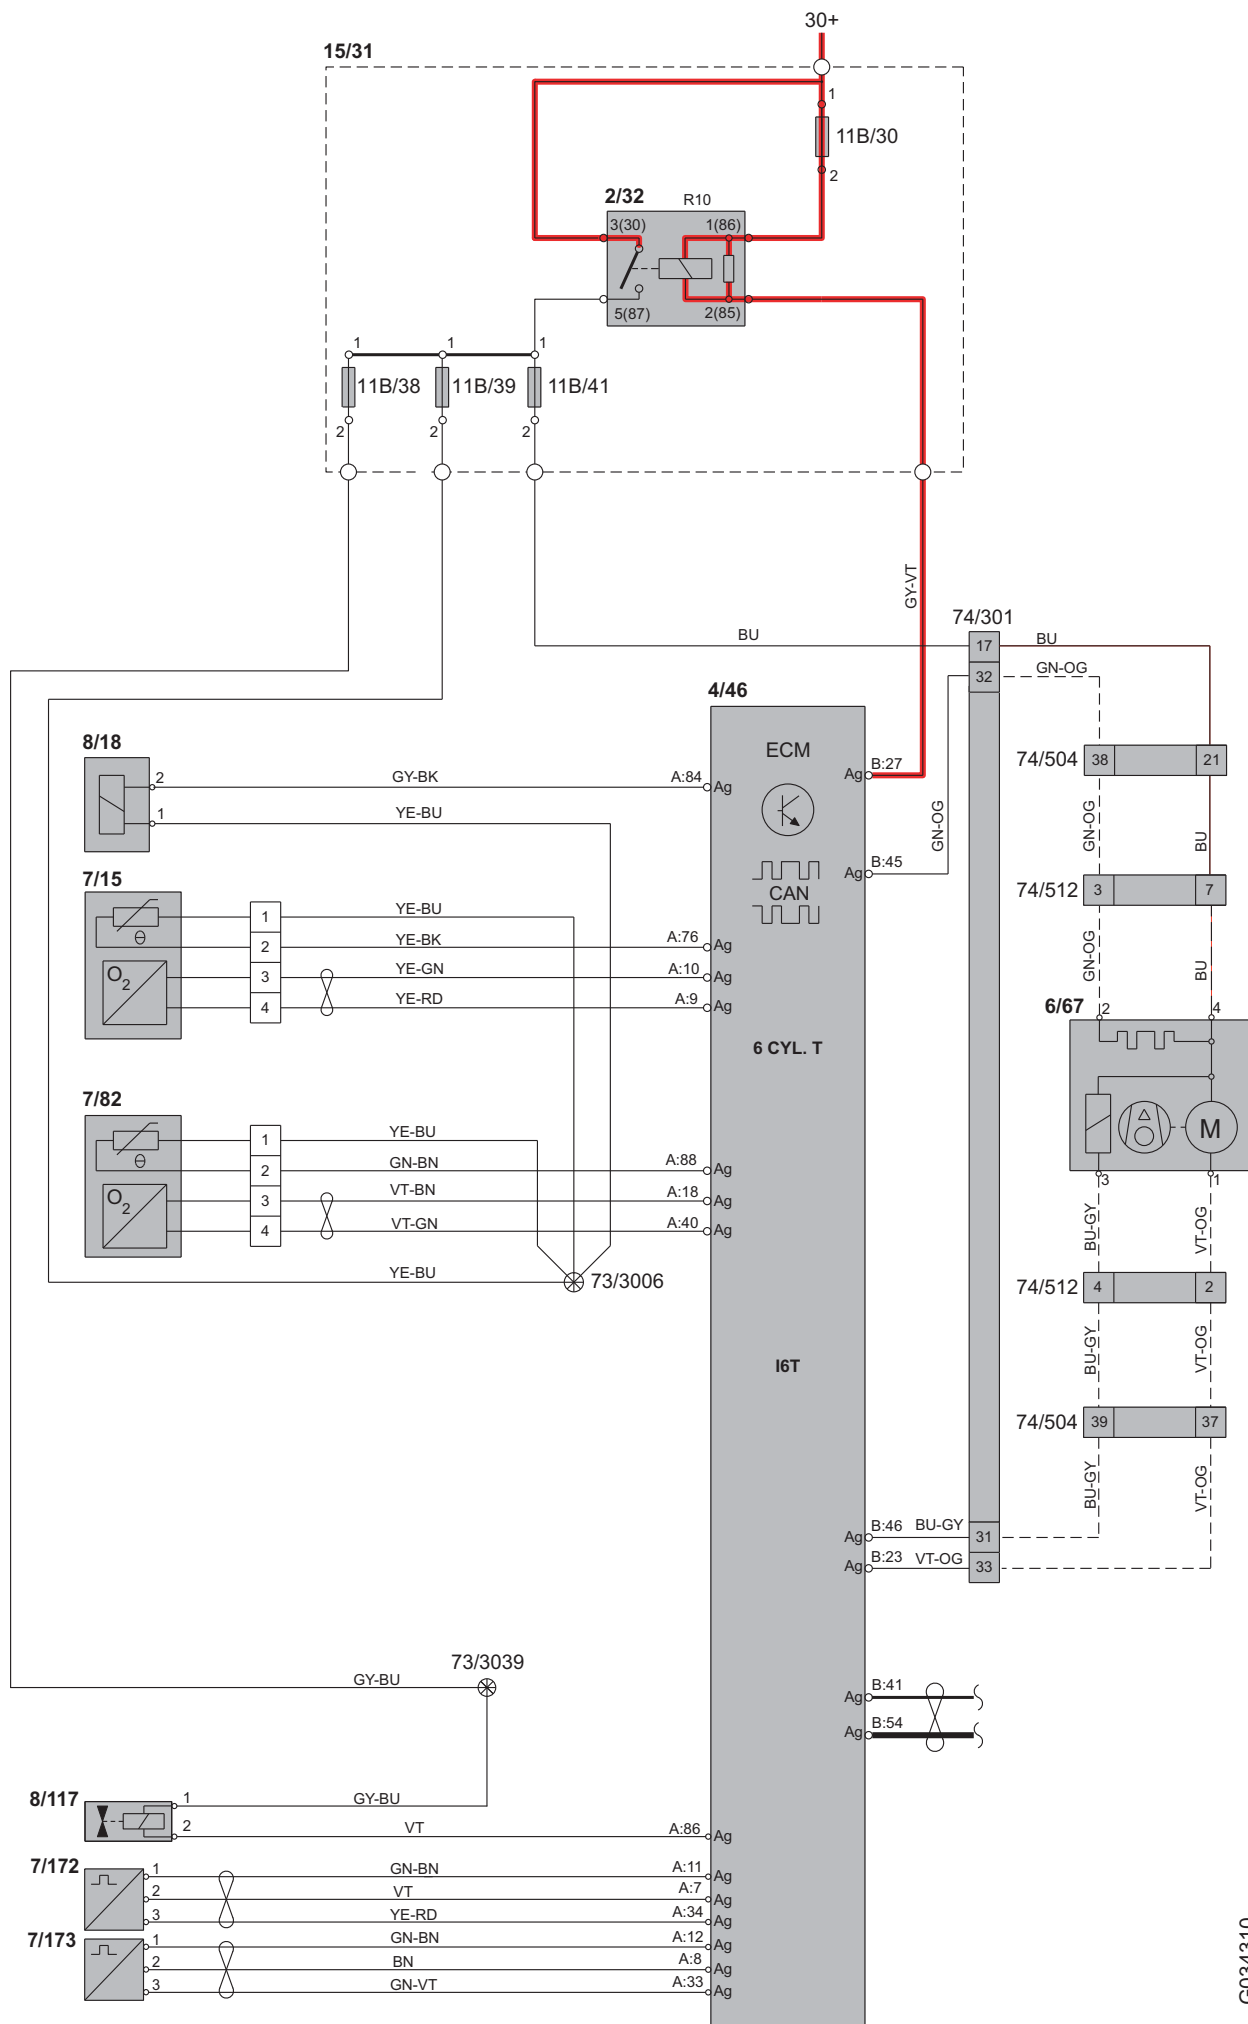 30+
15/31
1
11B/30
2
2/32 R10
3(30) 1(86)
5(87) 2(85)
1 1 1
11B/38 11B/39 11B/41
2 2 2
GY-VT
74/301
BU 17 BU
32 GN-OG
4/46
8/18
ECM
B:27
Ag
74/504 38 21
2 GY-BK A:84 Ag
1 YE-BU
GN-OG
GN-OG BU
B:45
Ag
CAN
7/15
74/512 3 7
1 YE-BU
2 YE-BK A:76 Ag
O2 3 YE-GN A:10 Ag
4 YE-RD A:9 Ag
GN-OG BU
6/67 2 4
6 CYL. T
M
3 1
7/82
1 YE-BU
2 GN-BN A:88 Ag
O2 3 VT-BN A:18 Ag
4 VT-GN A:40 Ag
BU-GY VT-OG
YE-BU 73/3006
74/512 4 2
I6T
BU-GY VT-OG
74/504 39 37
BU-GY VT-OG
Ag B:46 BU-GY 31
Ag B:23 VT-OG 33
73/3039
GY-BU
Ag B:41
Ag B:54
8/117 1 GY-BU
2 VT A:86 Ag
7/172 1 GN-BN A:11 Ag
2 VT A:7 Ag
3 YE-RD A:34 Ag
7/173 1 GN-BN A:12 Ag
2 BN A:8 Ag
3 GN-VT A:33 Ag
G034310